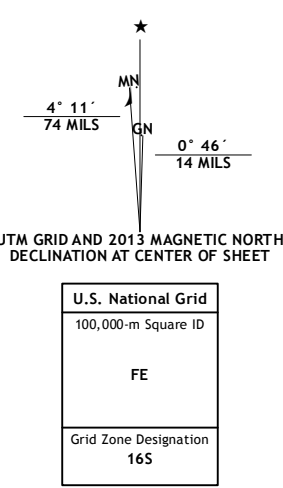 ★
MN
4° 11´
74 MILS
GN
0° 46´
14 MILS
UTM GRID AND 2013 MAGNETIC NORTH
DECLINATION AT CENTER OF SHEET
U.S. National Grid
100,000-m Square ID
FE
Grid Zone Designation
16S